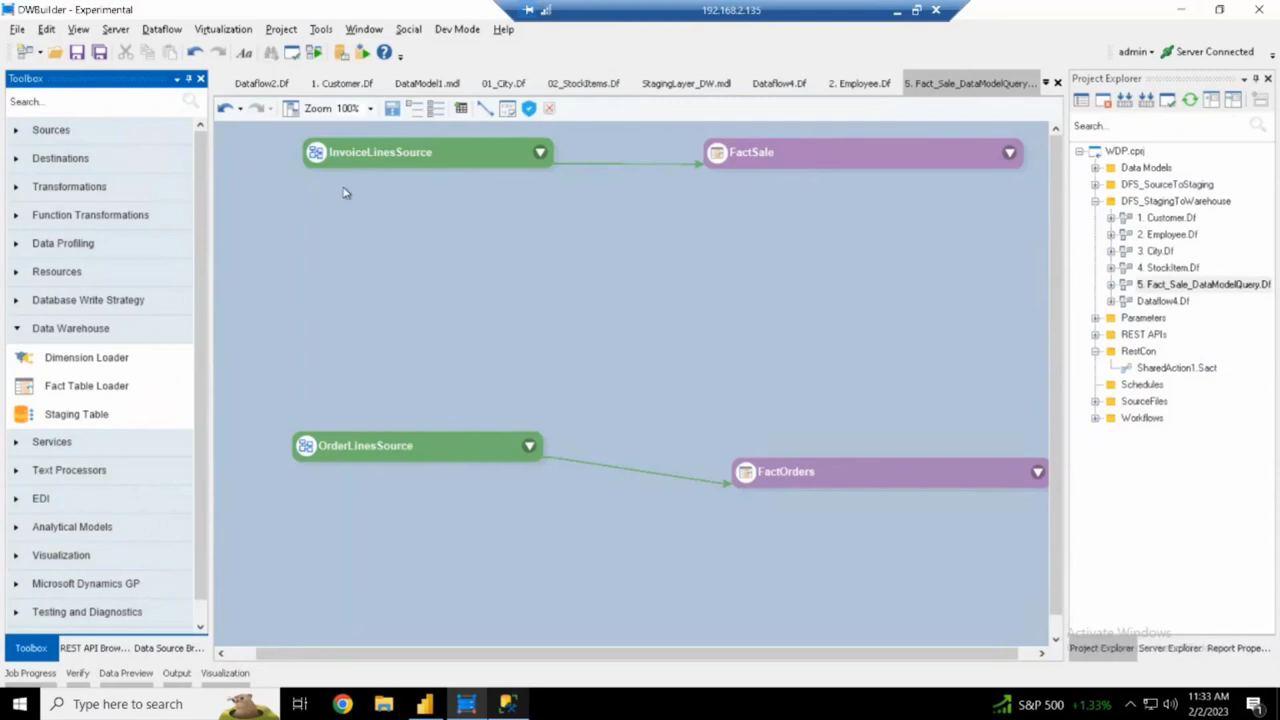 DWBuilder - Experimental
192.168.2.135
File Edit View Server Dataflow Virtualization Project Tools Window Social Dev Mode Help
admin
Server Connected
Toolbox
Search...
Sources
Destinations
Transformations
Function Transformations
Data Profiling
Resources
Database Write Strategy
Data Warehouse
Dimension Loader
Fact Table Loader
Staging Table
Services
Text Processors
EDI
Analytical Models
Visualization
Microsoft Dynamics GP
Testing and Diagnostics
Toolbox REST API Brow... Data Source Br...
Dataflow2.Df 1. Customer.Df DataModel1.mdl 01_City.Df 02_StockItems.Df StagingLayer_DW.mdl Dataflow4.Df 2. Employee.Df 5. Fact_Sale_DataModelQuery...
Zoom 100%
InvoiceLinesSource
FactSale
OrderLinesSource
FactOrders
Project Explorer
Search...
WDP.cprj
Data Models
DFS_SourceToStaging
DFS_StagingToWarehouse
1. Customer.Df
2. Employee.Df
3. City.Df
4. StockItem.Df
5. Fact_Sale_DataModelQuery.Df
Dataflow4.Df
Parameters
REST APIs
RestCon
SharedAction1.Sact
Schedules
SourceFiles
Workflows
Activate Windows
Project Explorer Server Explorer Report Prope...
Job Progress Verify Data Preview Output Visualization
Type here to search
S&P 500 +1.33%
11:33 AM
2/2/2023
1